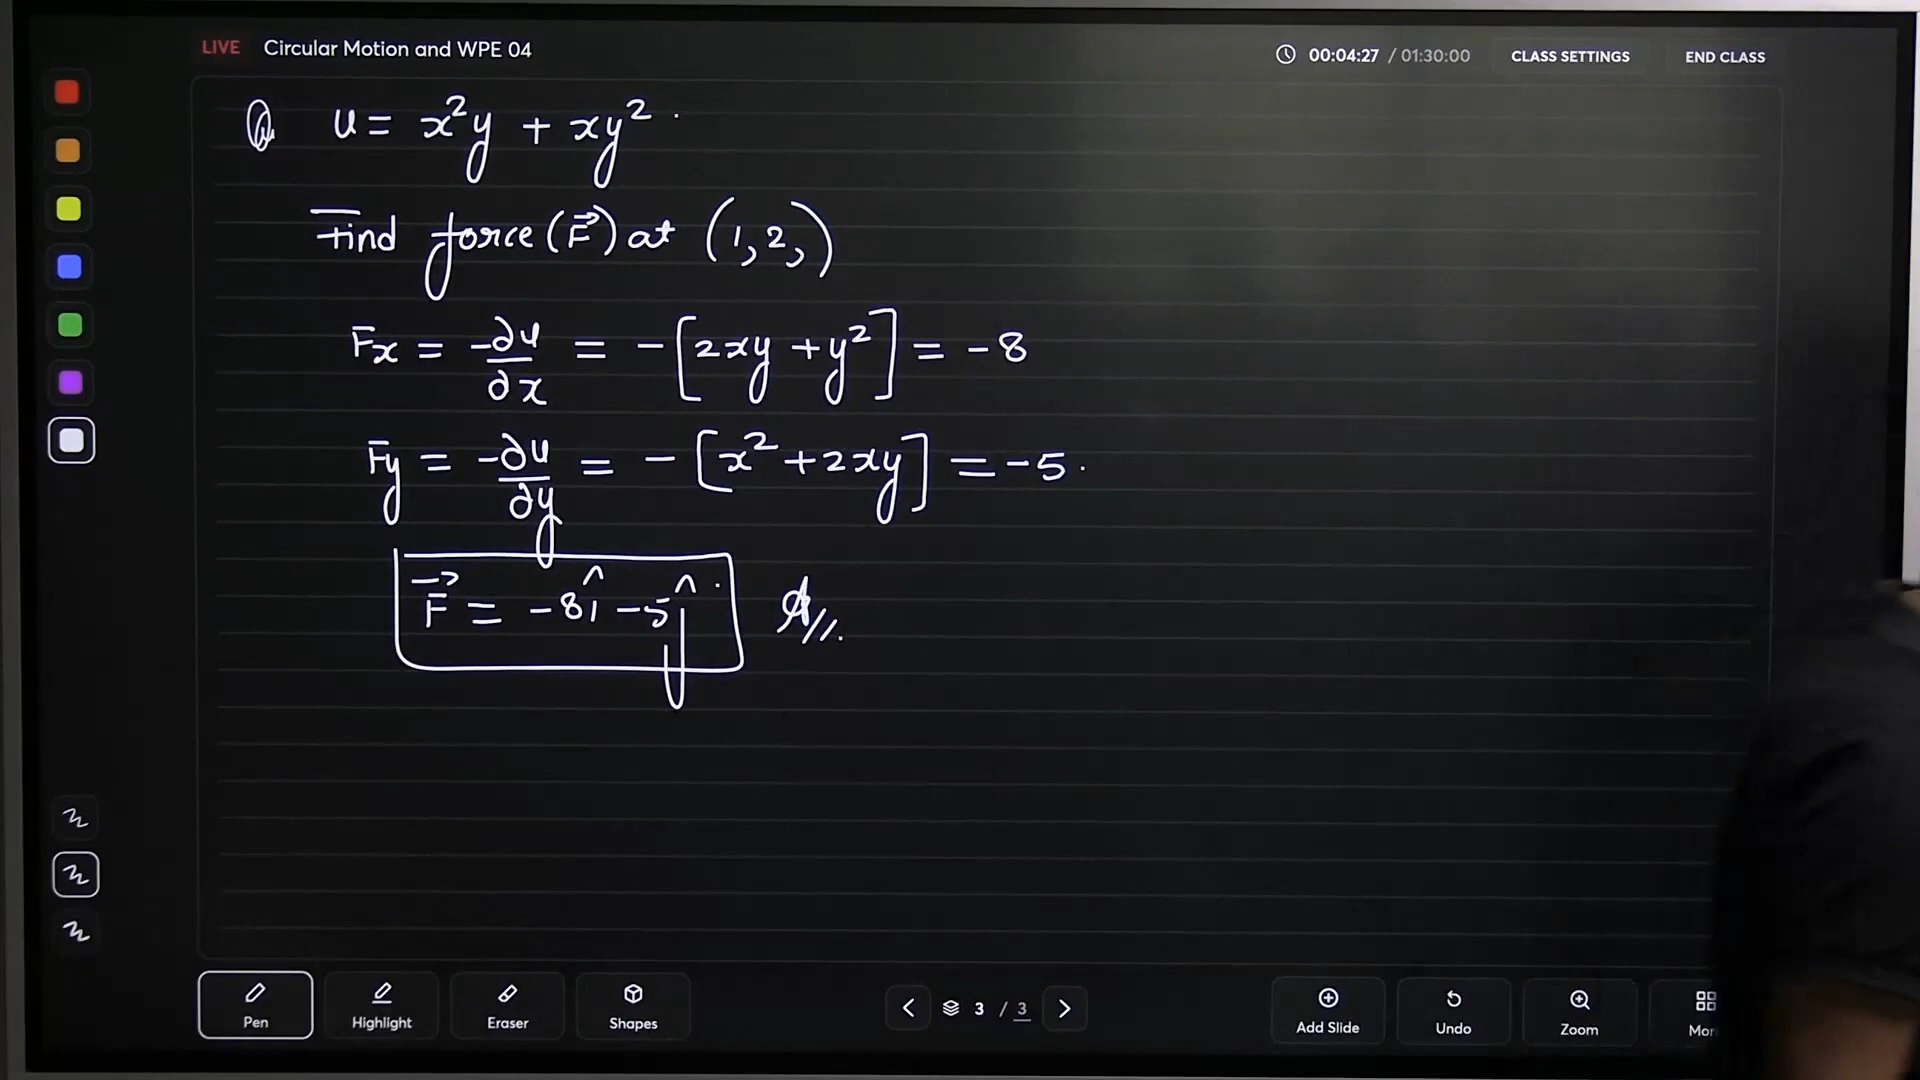 LIVE Circular Motion and WPE 04 00:04:27 / 01:30:00 CLASS SETTINGS END CLASS
Q u = x²y + xy².
Find force (F⃗) at (1, 2,)
Fx = -∂u/∂x = -[2xy + y²] = -8
Fy = -∂u/∂y = -[x² + 2xy] = -5.
F⃗ = -8î -5ĵ.
Pen Highlight Eraser Shapes 3 / 3 Add Slide Undo Zoom Mor